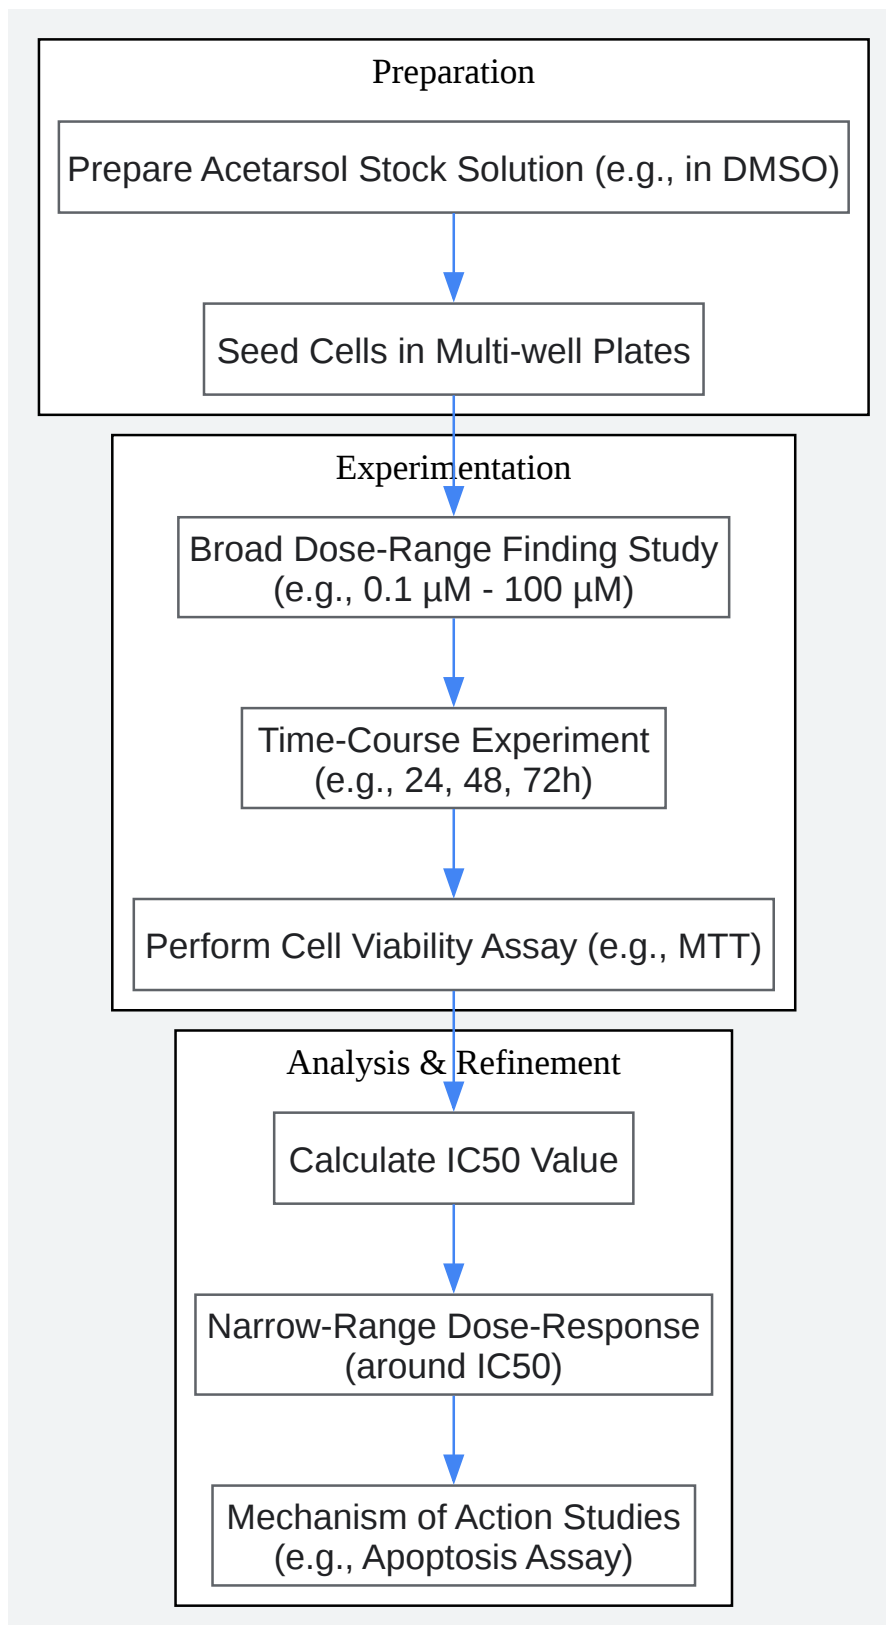 Preparation
Prepare Acetarsol Stock Solution (e.g., in DMSO)
Seed Cells in Multi-well Plates
Experimentation
Broad Dose-Range Finding Study
(e.g., 0.1 µM - 100 µM)
Time-Course Experiment
(e.g., 24, 48, 72h)
Perform Cell Viability Assay (e.g., MTT)
Analysis & Refinement
Calculate IC50 Value
Narrow-Range Dose-Response
(around IC50)
Mechanism of Action Studies
(e.g., Apoptosis Assay)